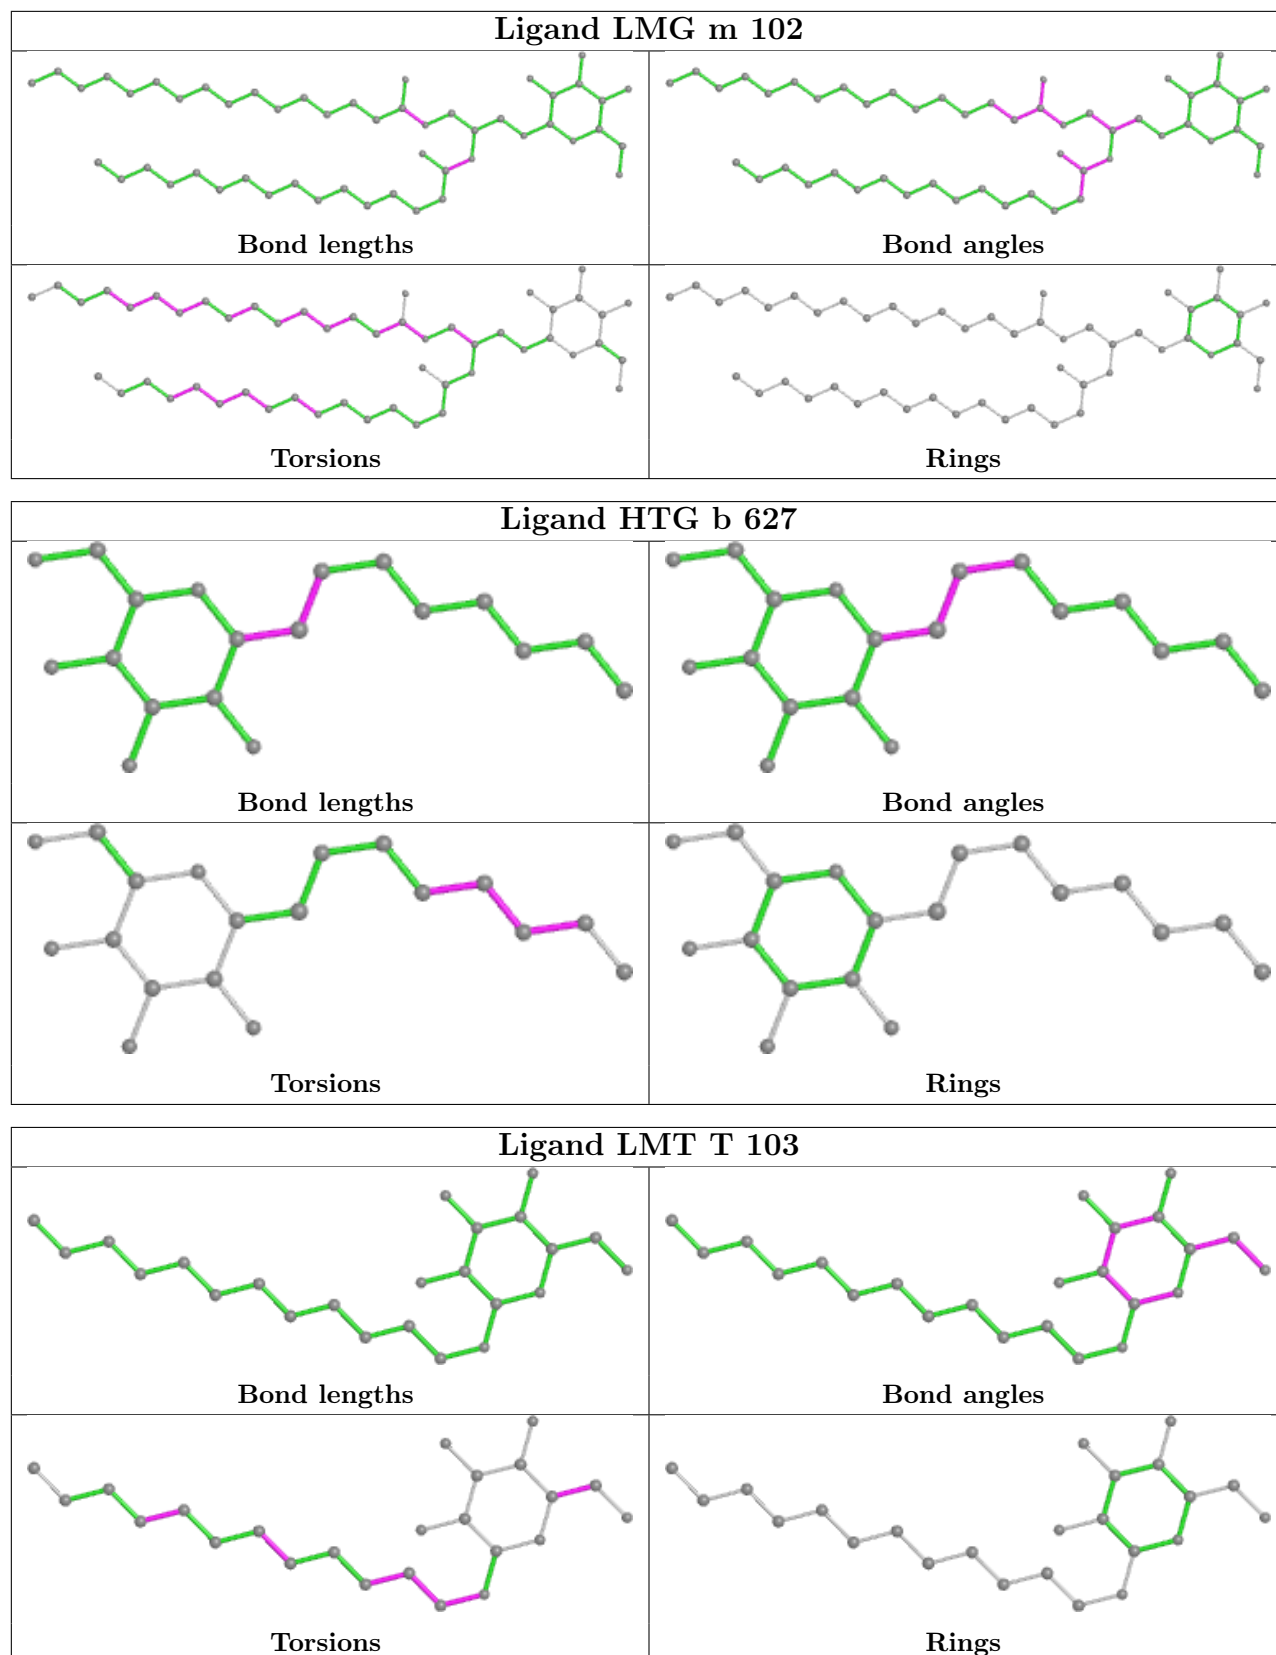 Ligand LMG m 102
Bond lengths
Bond angles
Torsions
Rings
Ligand HTG b 627
Bond lengths
Bond angles
Torsions
Rings
Ligand LMT T 103
Bond lengths
Bond angles
Torsions
Rings